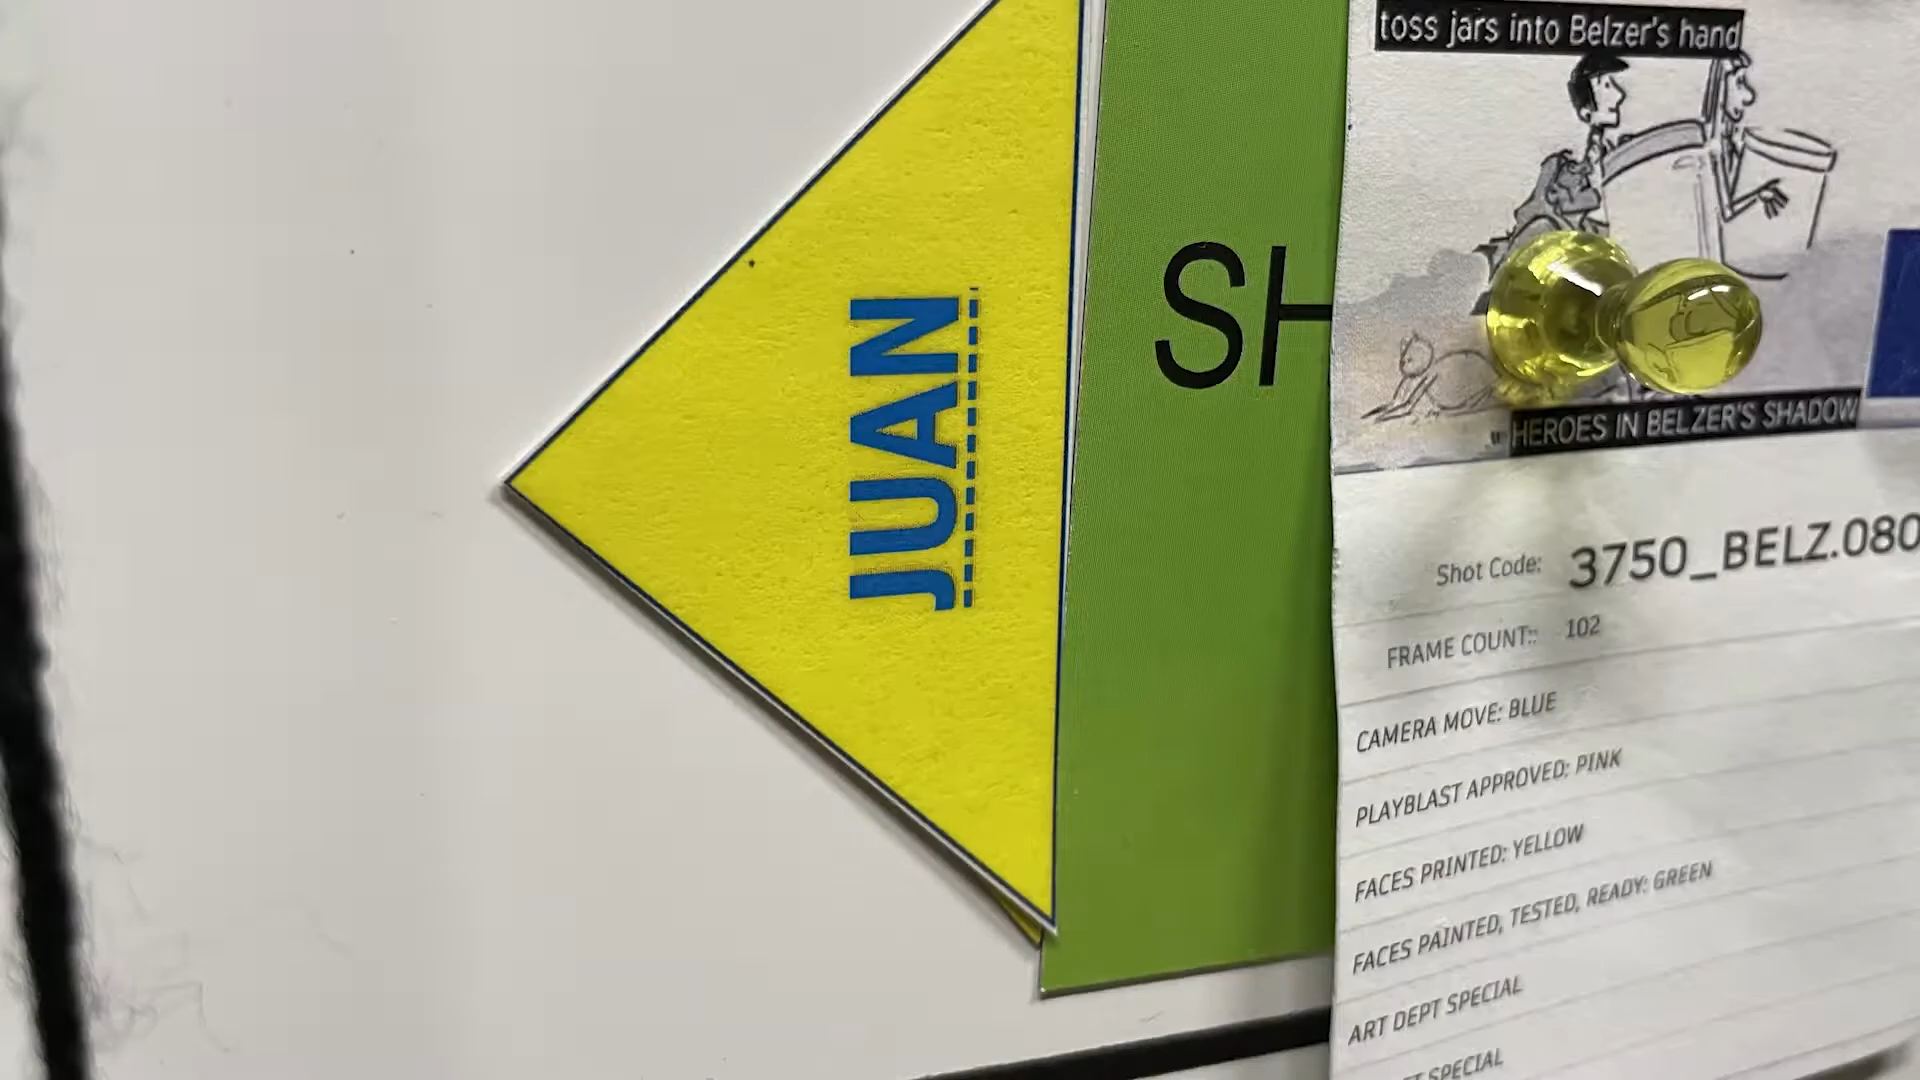 JUAN
SH
toss jars into Belzer's hand
HEROES IN BELZER'S SHADOW
Shot Code: 3750_BELZ.080
FRAME COUNT:: 102
CAMERA MOVE: BLUE
PLAYBLAST APPROVED: PINK
FACES PRINTED: YELLOW
FACES PAINTED, TESTED, READY: GREEN
ART DEPT SPECIAL
SPECIAL